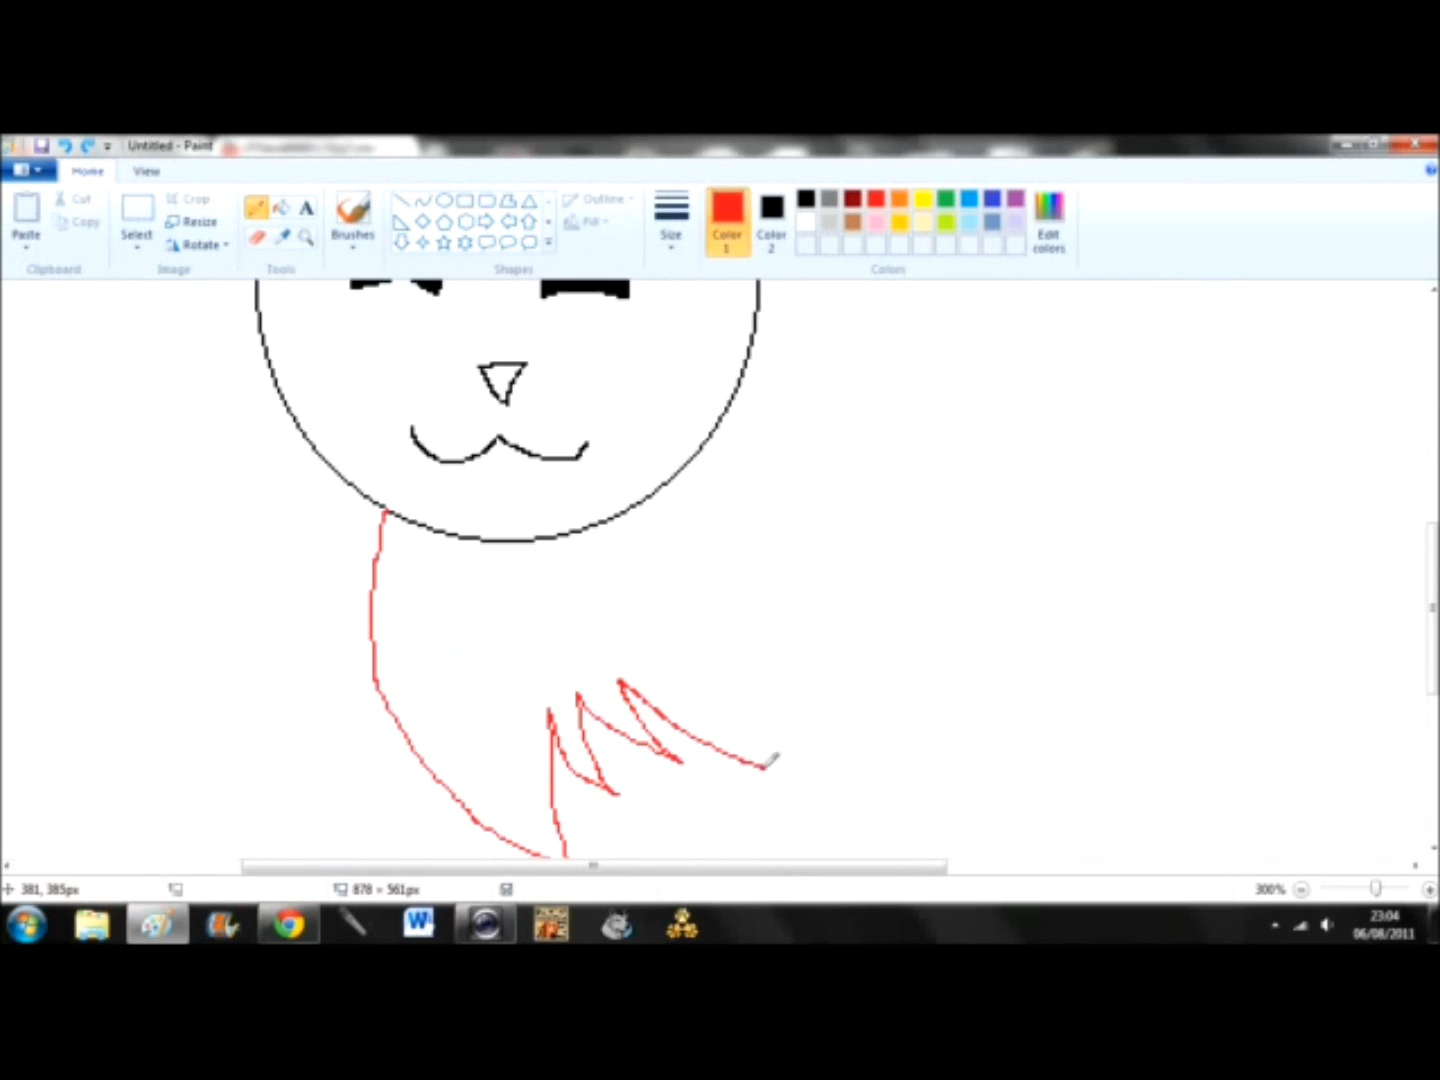 Untitled - Paint
Home View
Cut
Copy
Paste
Clipboard
Select
Crop
Resize
Rotate
Image
A
Tools
Brushes
Outline
Fill
Shapes
Size
Color 1
Color 2
Edit colors
Colors
381, 385px
878 × 561px
300%
W
23:04
06/08/2011